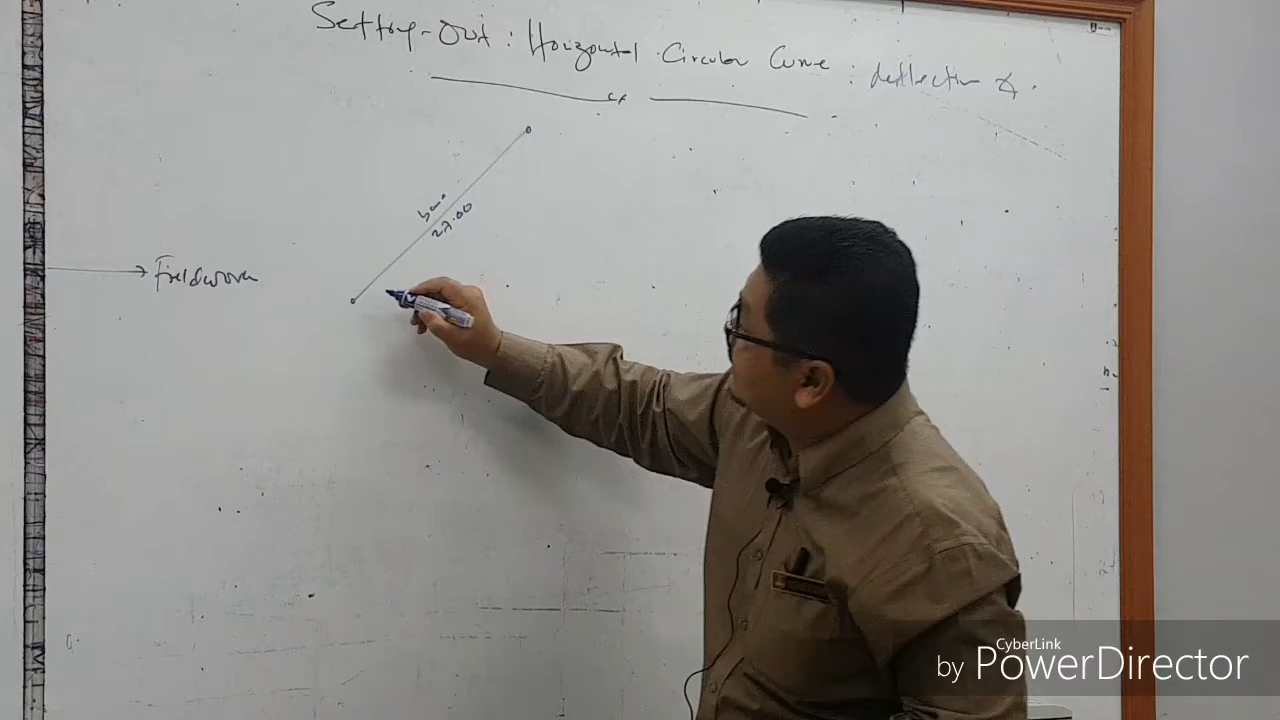 Setting-Out: Horizontal Circular Curve: deflection ∠.
Fieldwork
27.00
CyberLink
by PowerDirector